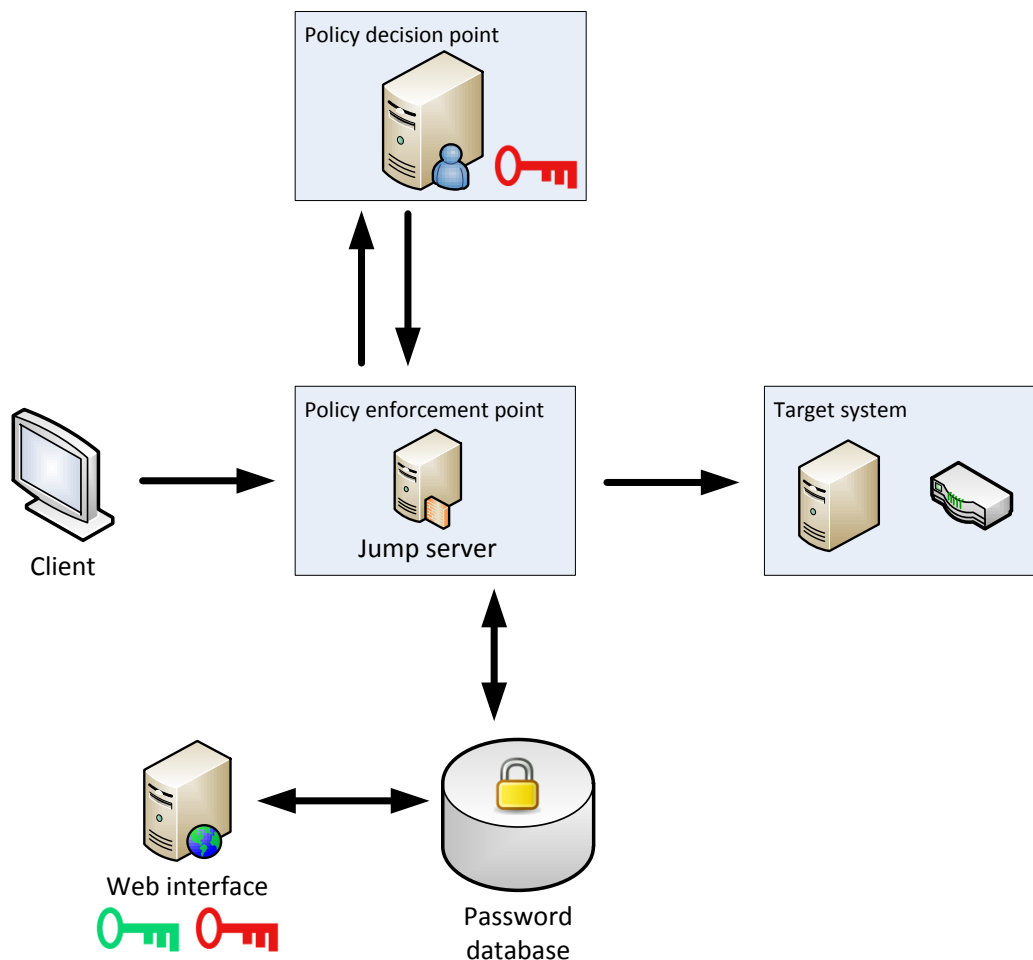 Policy decision point
Policy enforcement point
Jump server
Target system
Client
Web interface
Password
database